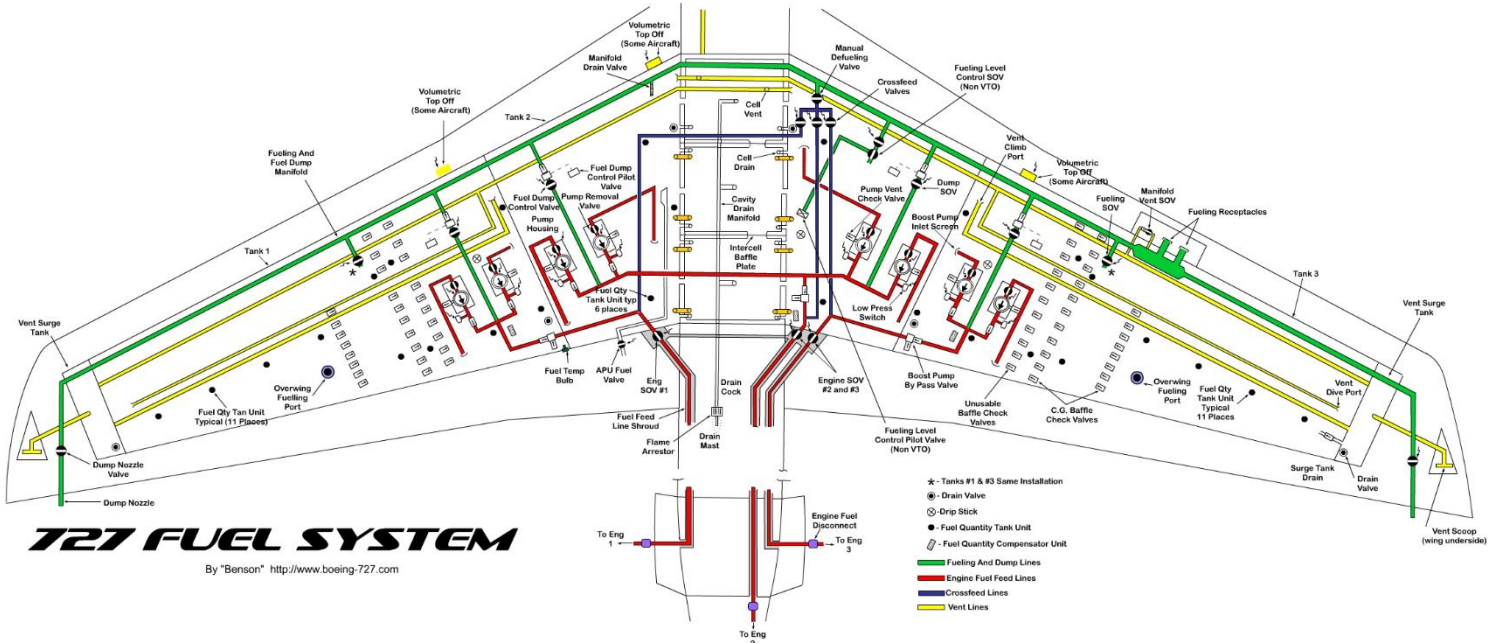 Volumetric
Top Off
(Some Aircraft)
Manifold
Drain Valve
Volumetric
Top Off
(Some Aircraft)
Tank 2
Fueling And
Fuel Dump
Manifold
Tank 1
Vent Surge
Tank
Manual
Defueling
Valve
Fueling Level
Control SOV
(Non VTO)
Crossfeed
Valves
Cell
Vent
Vent
Climb
Port
Volumetric
Top Off
(Some Aircraft)
Manifold
Vent SOV
Fueling Receptacles
Fueling
SOV
Cell
Drain
Fuel Dump
Control Pilot
Valve
Fuel Dump
Control Valve
Pump Removal
Valve
Pump
Housing
Cavity
Drain
Manifold
Pump Vent
Check Valve
Dump
SOV
Boost Pump
Inlet Screen
Intercell
Baffle
Plate
Tank 3
Vent Surge
Tank
Fuel Qty
Tank Unit typ
6 places
Low Press
Switch
Fuel Temp
Bulb
APU Fuel
Valve
Eng
SOV #1
Drain
Cock
Engine SOV
#2 and #3
Boost Pump
By Pass Valve
Overwing
Fuelling
Port
Fuel Qty Tan Unit
Typical (11 Places)
Fuel Feed
Line Shroud
Flame
Arrestor
Drain
Mast
Fueling Level
Control Pilot Valve
(Non VTO)
Unusable
Baffle Check
Valves
C.G. Baffle
Check Valves
Overwing
Fueling
Port
Fuel Qty
Tank Unit
Typical
11 Places
Vent
Dive Port
Dump Nozzle
Valve
Dump Nozzle
Surge Tank
Drain
Drain
Valve
Vent Scoop
(wing underside)
* - Tanks #1 & #3 Same Installation
- Drain Valve
- Drip Stick
- Fuel Quantity Tank Unit
- Fuel Quantity Compensator Unit
Fueling And Dump Lines
Engine Fuel Feed Lines
Crossfeed Lines
Vent Lines
727 FUEL SYSTEM
By "Benson" http://www.boeing-727.com
To Eng
1
Engine Fuel
Disconnect
To Eng
3
To Eng